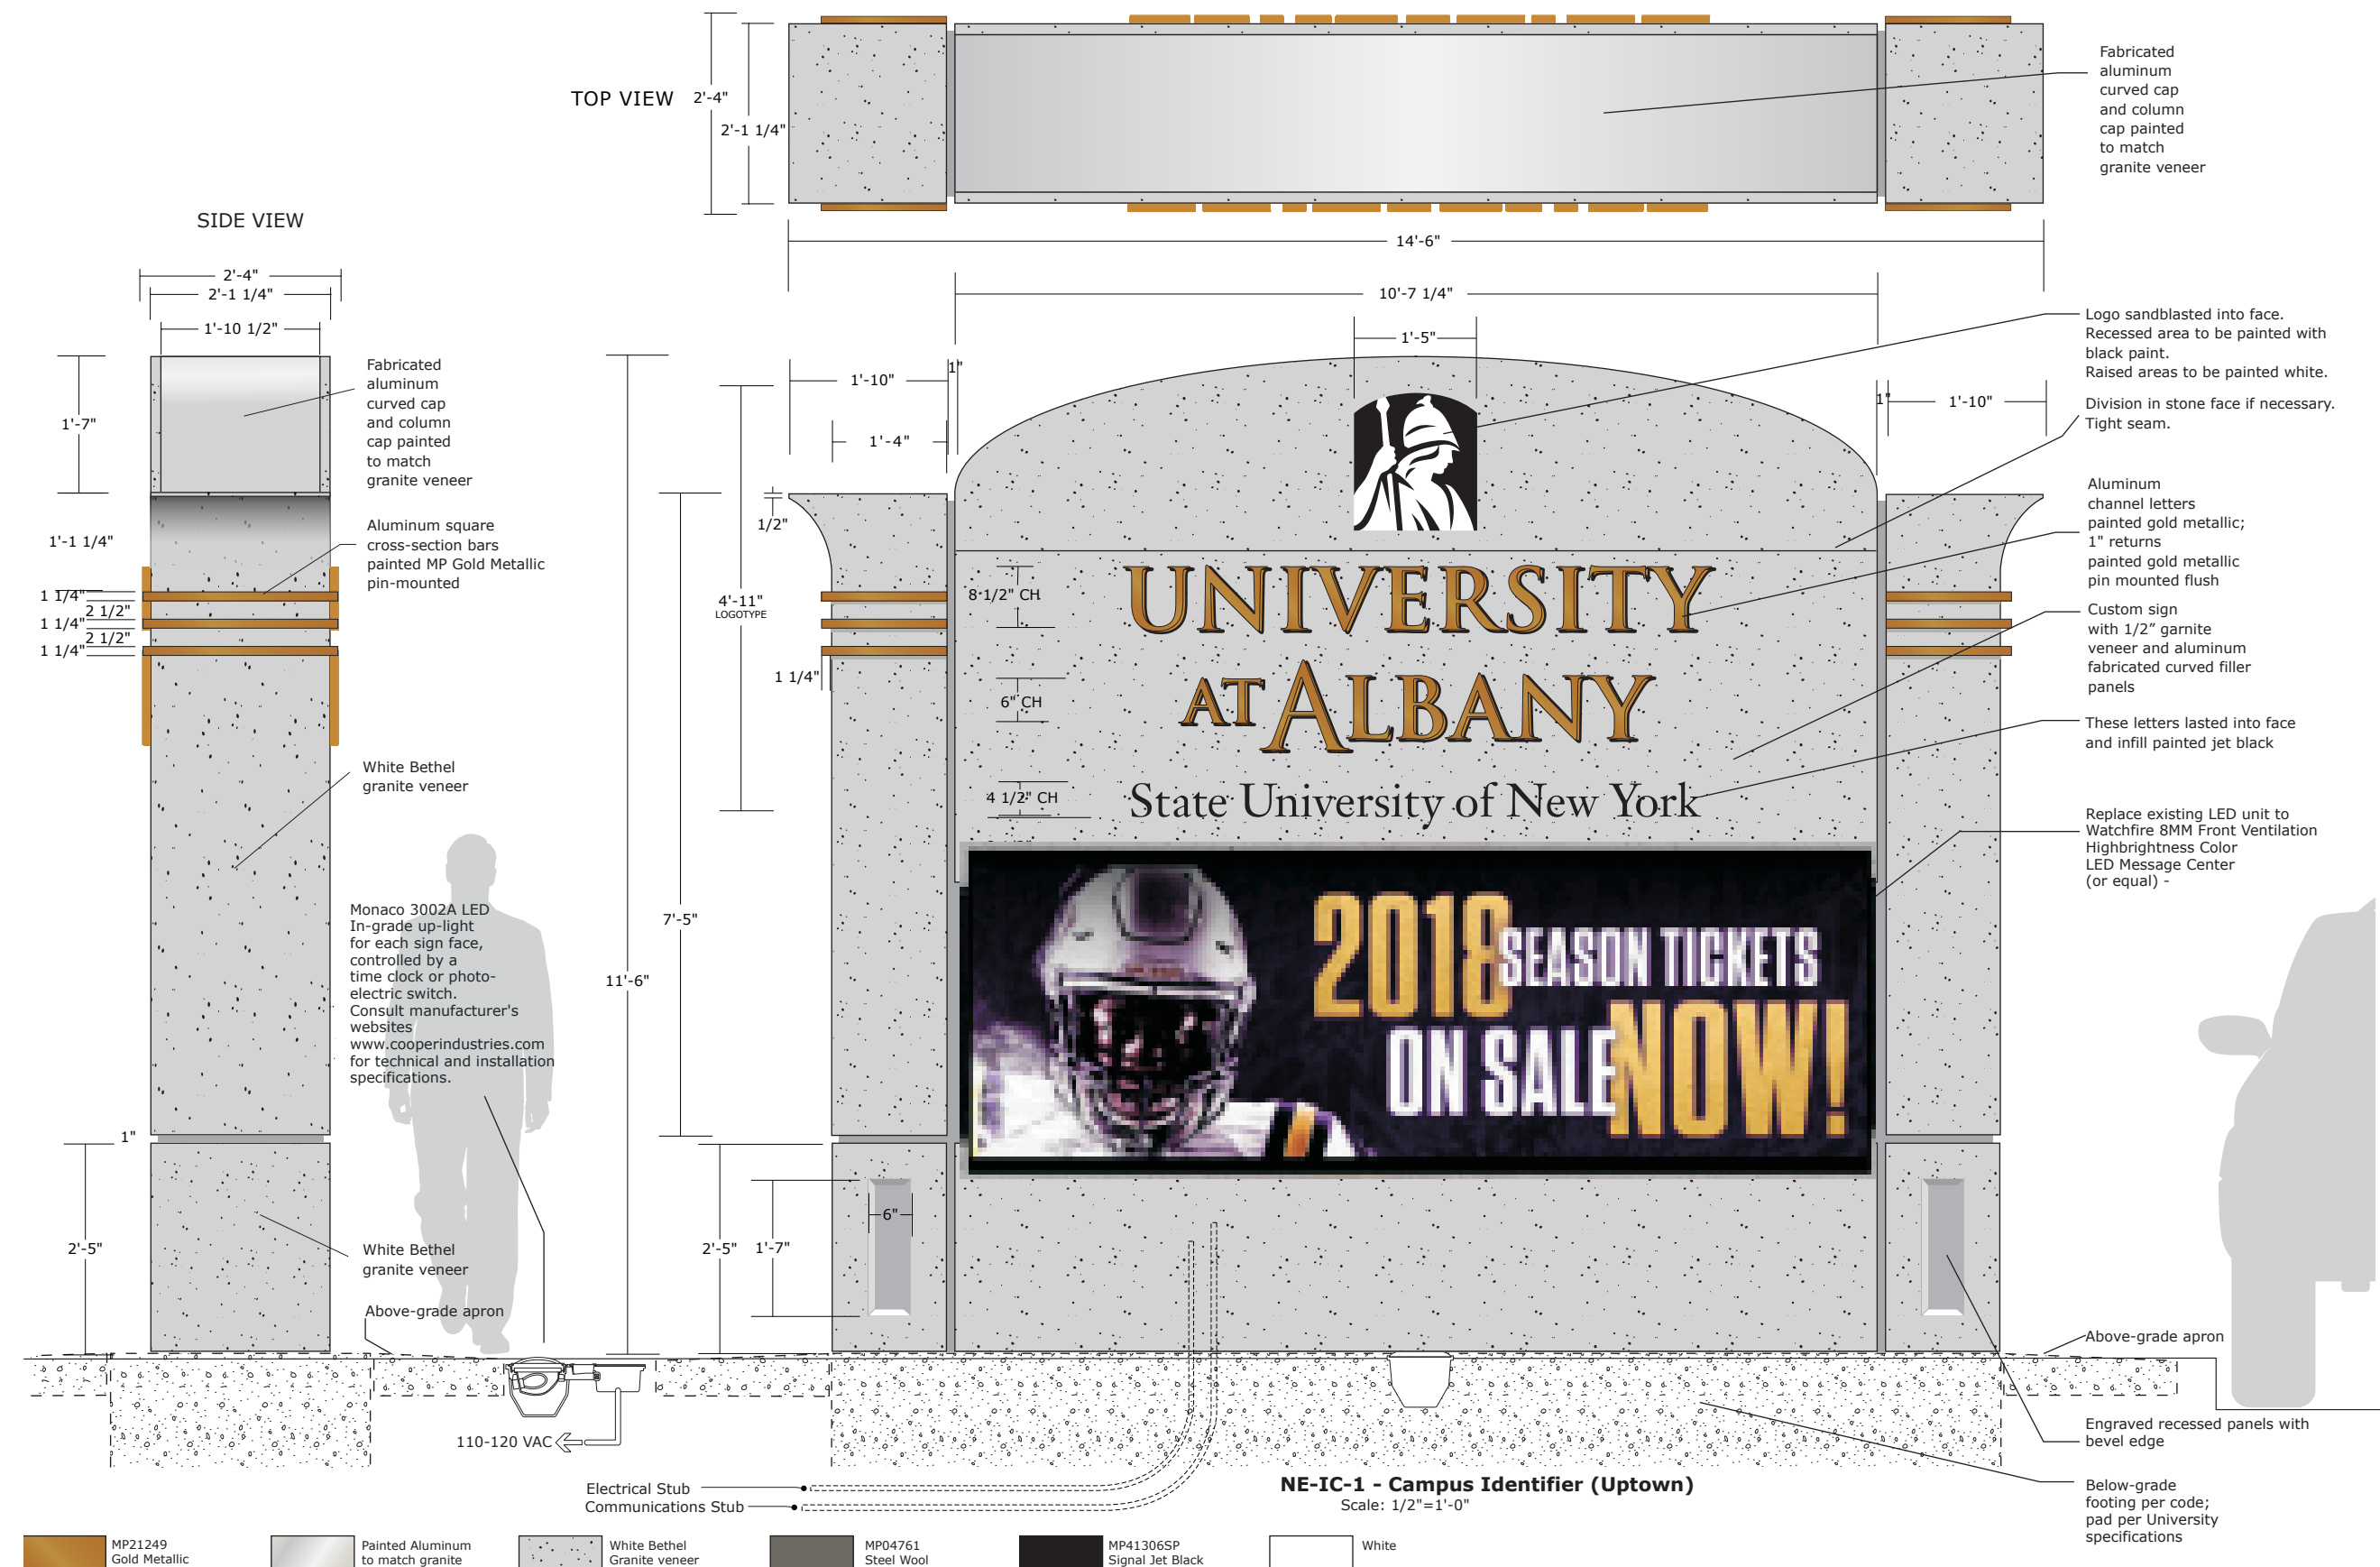 TOP VIEW
2'-4"
2'-1 1/4"
Fabricated
aluminum
curved cap
and column
cap painted
to match
granite veneer
14'-6"
10'-7 1/4"
1'-5"
SIDE VIEW
2'-4"
2'-1 1/4"
1'-10 1/2"
1'-7"
1'-1 1/4"
1 1/4"
2 1/2"
1 1/4"
2 1/2"
1 1/4"
1"
2'-5"
Fabricated
aluminum
curved cap
and column
cap painted
to match
granite veneer
Aluminum square
cross-section bars
painted MP Gold Metallic
pin-mounted
White Bethel
granite veneer
Monaco 3002A LED
In-grade up-light
for each sign face,
controlled by a
time clock or photo-
electric switch.
Consult manufacturer's
websites
www.cooperindustries.com
for technical and installation
specifications.
White Bethel
granite veneer
Above-grade apron
110-120 VAC
11'-6"
7'-5"
2'-5"
1'-7"
6"
4'-11"
LOGOTYPE
1'-10"
1"
1'-4"
1/2"
1 1/4"
8 1/2" CH
6" CH
4 1/2" CH
UNIVERSITY
AT ALBANY
State University of New York
2018 SEASON TICKETS
ON SALE NOW!
1"
1'-10"
Logo sandblasted into face.
Recessed area to be painted with
black paint.
Raised areas to be painted white.
Division in stone face if necessary.
Tight seam.
Aluminum
channel letters
painted gold metallic;
1" returns
painted gold metallic
pin mounted flush
Custom sign
with 1/2” garnite
veneer and aluminum
fabricated curved filler
panels
These letters lasted into face
and infill painted jet black
Replace existing LED unit to
Watchfire 8MM Front Ventilation
Highbrightness Color
LED Message Center
(or equal) -
Above-grade apron
Engraved recessed panels with
bevel edge
Below-grade
footing per code;
pad per University
specifications
Electrical Stub
Communications Stub
NE-IC-1 - Campus Identifier (Uptown)
Scale: 1/2"=1'-0"
MP21249
Gold Metallic
Painted Aluminum
to match granite
White Bethel
Granite veneer
MP04761
Steel Wool
MP41306SP
Signal Jet Black
White